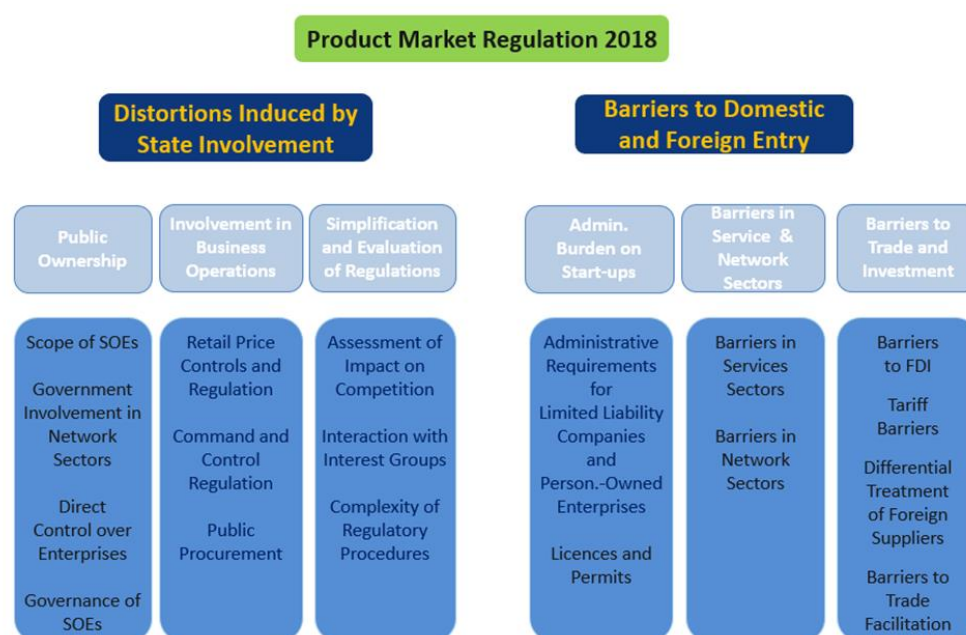 Product Market Regulation 2018
Distortions Induced by
State Involvement
Barriers to Domestic
and Foreign Entry
Public
Ownership
Involvement in
Business
Operations
Simplification
and Evaluation
of Regulations
Admin.
Burden on
Start-ups
Barriers in
Service &
Network
Sectors
Barriers to
Trade and
Investment
Scope of SOEs
Government
Involvement in
Network
Sectors
Direct
Control over
Enterprises
Governance of
SOEs
Retail Price
Controls and
Regulation
Command and
Control
Regulation
Public
Procurement
Assessment of
Impact on
Competition
Interaction with
Interest Groups
Complexity of
Regulatory
Procedures
Administrative
Requirements
for
Limited Liability
Companies
and
Person.-Owned
Enterprises
Licences and
Permits
Barriers in
Services
Sectors
Barriers in
Network
Sectors
Barriers
to FDI
Tariff
Barriers
Differential
Treatment
of Foreign
Suppliers
Barriers to
Trade
Facilitation